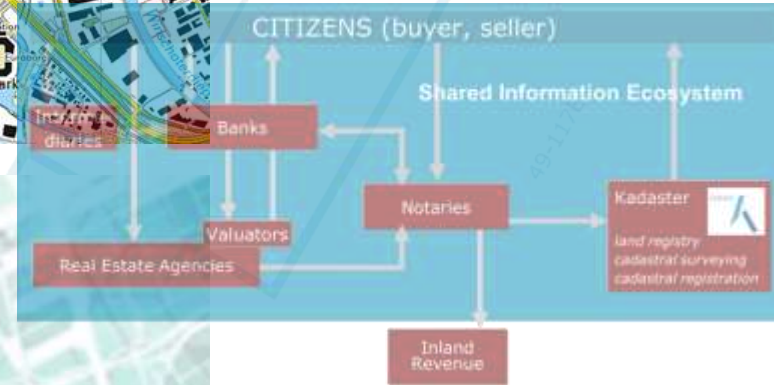 CITIZENS (buyer, seller)
Shared Information Ecosystem
Banks
Notaries
Kadaster
land registry
cadastral surveying
cadastral registration
Valuators
Real Estate Agencies
Inland
Revenue